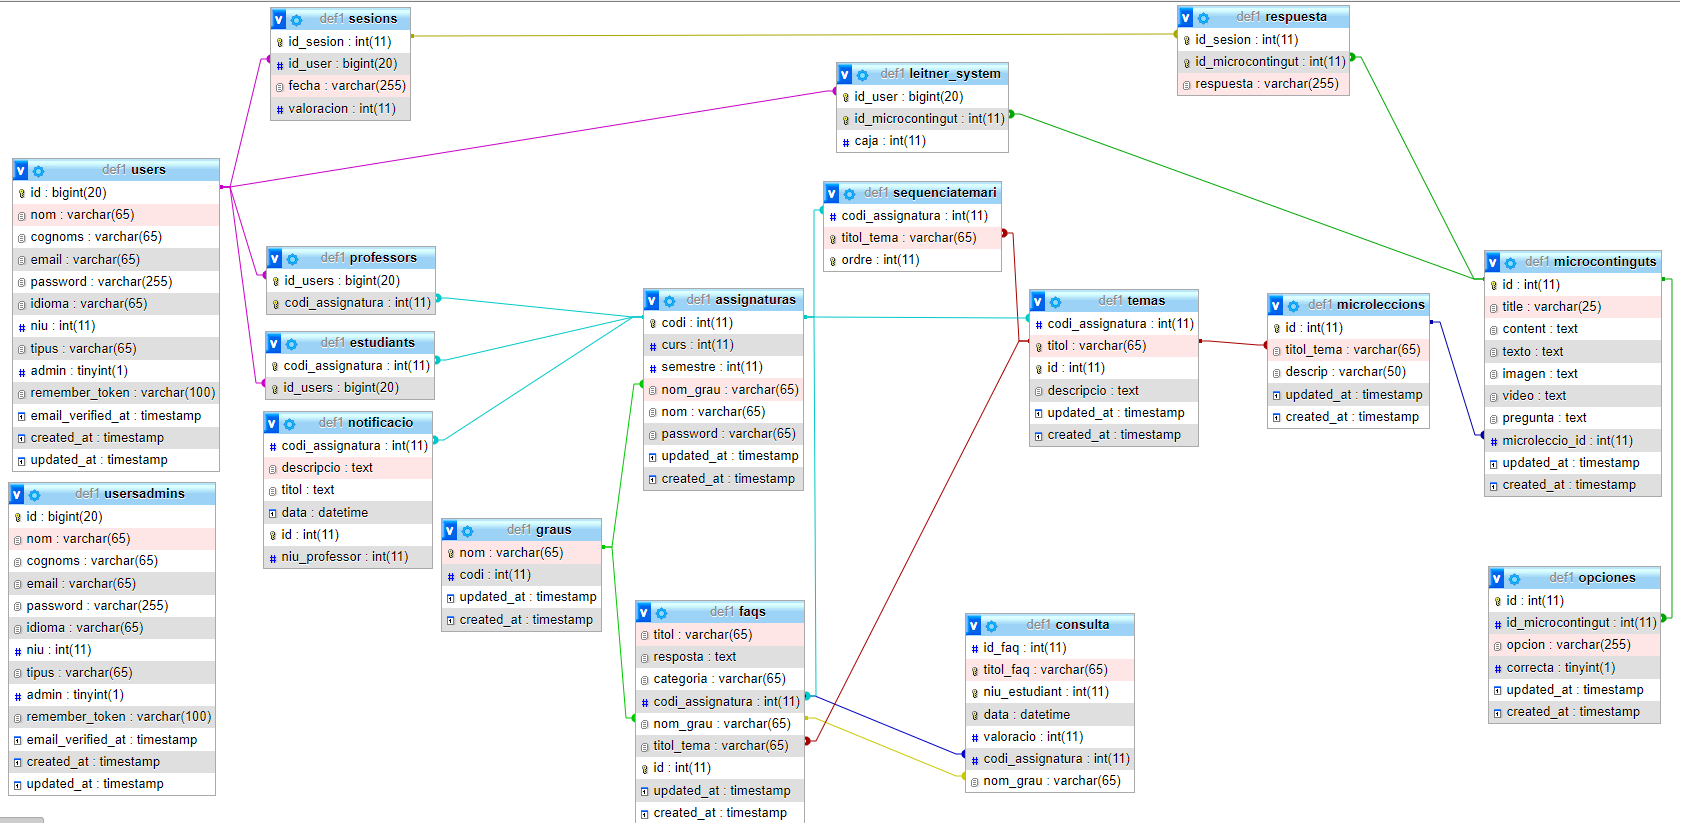 def1 sesions
id_sesion : int(11)
id_user : bigint(20)
fecha : varchar(255)
valoracion : int(11)
def1 respuesta
id_sesion : int(11)
id_microcontingut : int(11)
respuesta : varchar(255)
def1 leitner_system
id_user : bigint(20)
id_microcontingut : int(11)
caja : int(11)
def1 users
id : bigint(20)
nom : varchar(65)
cognoms : varchar(65)
email : varchar(65)
password : varchar(255)
idioma : varchar(65)
niu : int(11)
tipus : varchar(65)
admin : tinyint(1)
remember_token : varchar(100)
email_verified_at : timestamp
created_at : timestamp
updated_at : timestamp
def1 sequenciatemari
codi_assignatura : int(11)
titol_tema : varchar(65)
ordre : int(11)
def1 professors
id_users : bigint(20)
codi_assignatura : int(11)
def1 estudiants
codi_assignatura : int(11)
id_users : bigint(20)
def1 notificacio
codi_assignatura : int(11)
descripcio : text
titol : text
data : datetime
id : int(11)
niu_professor : int(11)
def1 assignaturas
codi : int(11)
curs : int(11)
semestre : int(11)
nom_grau : varchar(65)
nom : varchar(65)
password : varchar(65)
updated_at : timestamp
created_at : timestamp
def1 temas
codi_assignatura : int(11)
titol : varchar(65)
id : int(11)
descripcio : text
updated_at : timestamp
created_at : timestamp
def1 microleccions
id : int(11)
titol_tema : varchar(65)
descrip : varchar(50)
updated_at : timestamp
created_at : timestamp
def1 microcontinguts
id : int(11)
title : varchar(25)
content : text
texto : text
imagen : text
video : text
pregunta : text
microleccio_id : int(11)
updated_at : timestamp
created_at : timestamp
def1 usersadmins
id : bigint(20)
nom : varchar(65)
cognoms : varchar(65)
email : varchar(65)
password : varchar(255)
idioma : varchar(65)
niu : int(11)
tipus : varchar(65)
admin : tinyint(1)
remember_token : varchar(100)
email_verified_at : timestamp
created_at : timestamp
updated_at : timestamp
def1 graus
nom : varchar(65)
codi : int(11)
updated_at : timestamp
created_at : timestamp
def1 faqs
titol : varchar(65)
resposta : text
categoria : varchar(65)
codi_assignatura : int(11)
nom_grau : varchar(65)
titol_tema : varchar(65)
id : int(11)
updated_at : timestamp
created_at : timestamp
def1 consulta
id_faq : int(11)
titol_faq : varchar(65)
niu_estudiant : int(11)
data : datetime
valoracio : int(11)
codi_assignatura : int(11)
nom_grau : varchar(65)
def1 opciones
id : int(11)
id_microcontingut : int(11)
opcion : varchar(255)
correcta : tinyint(1)
updated_at : timestamp
created_at : timestamp